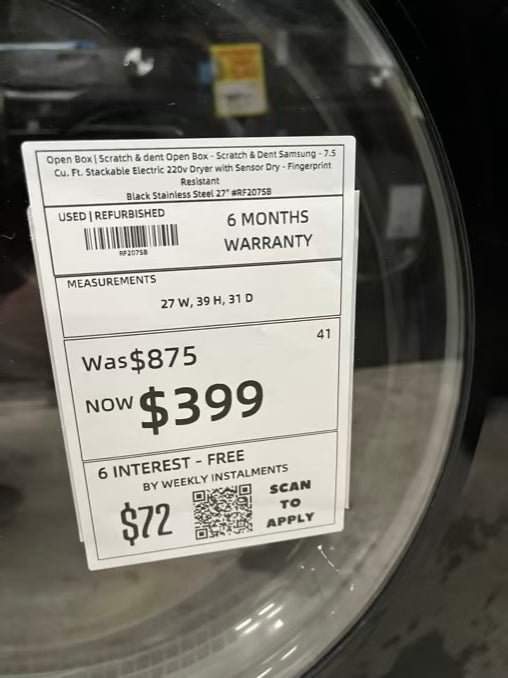 Open Box | Scratch & dent Open Box - Scratch & Dent Samsung - 7.5
Cu. Ft. Stackable Electric 220v Dryer with Sensor Dry - Fingerprint
Resistant
Black Stainless Steel 27" #RF207SB
USED | REFURBISHED
RF207SB
6 MONTHS
WARRANTY
MEASUREMENTS
27 W, 39 H, 31 D
41
Was $875
NOW $399
6 INTEREST - FREE
BY WEEKLY INSTALMENTS
$72
SCAN
TO
APPLY